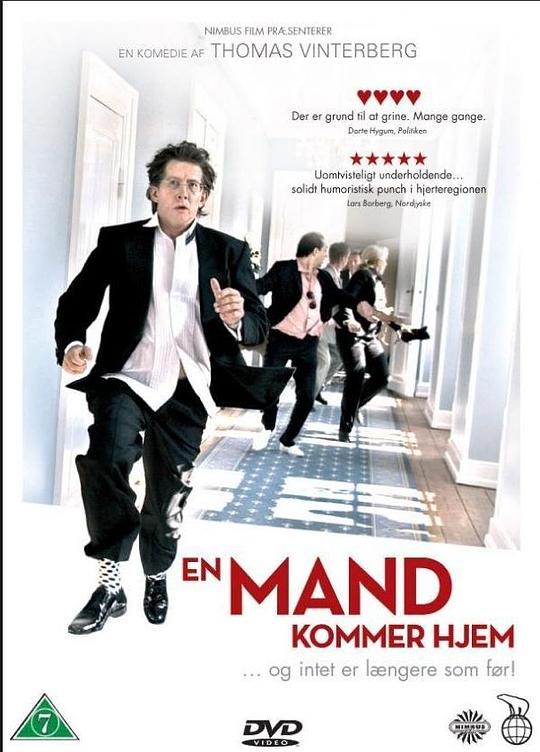 NIMBUS FILM PRÆSENTERER
EN KOMEDIE AF THOMAS VINTERBERG
Der er grund til at grine. Mange gange.
Dorte Hygum, Politiken
Uomtvisteligt underholdende...
solidt humoristisk punch i hjerteregionen
Lars Borberg, Nordjyske
EN MAND
KOMMER HJEM
... og intet er længere som før!
7
DVD
VIDEO
NIMBUS